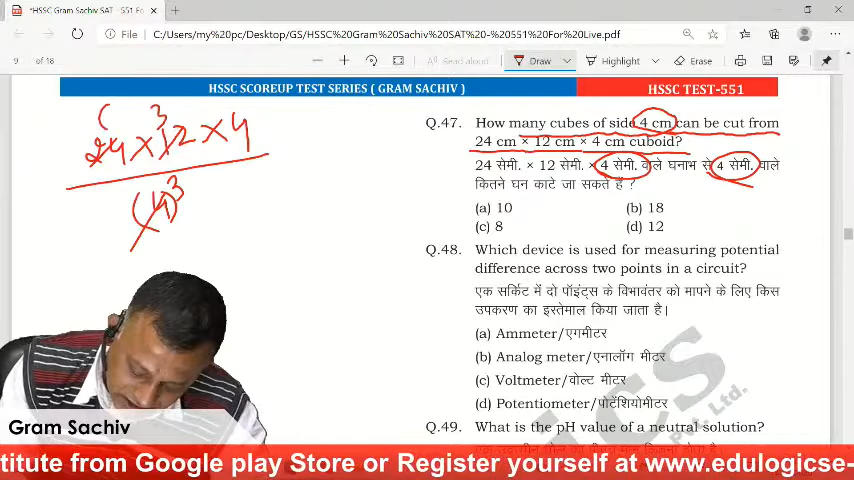 *HSSC Gram Sachiv SAT - 551 For
File
C:/Users/my%20pc/Desktop/GS/HSSC%20Gram%20Sachiv%20SAT%20-%20551%20For%20Live.pdf
9 of 18
Read aloud
Draw
Highlight
Erase
HSSC SCOREUP TEST SERIES ( GRAM SACHIV )
HSSC TEST-551
24 × 12 × 4
3
(4)³
Q.47. How many cubes of side 4 cm can be cut from
24 cm × 12 cm × 4 cm cuboid?
24 सेमी. × 12 सेमी. × 4 सेमी. वाले घनाभ से 4 सेमी. वाले
कितने घन काटे जा सकते हैं ?
(a) 10 (b) 18
(c) 8 (d) 12
Q.48. Which device is used for measuring potential
difference across two points in a circuit?
एक सर्किट में दो पॉइंट्स के विभावंतर को मापने के लिए किस
उपकरण का इस्तेमाल किया जाता है।
(a) Ammeter/एगमीटर
(b) Analog meter/एनालॉग मीटर
(c) Voltmeter/वोल्ट मीटर
(d) Potentiometer/पोटेंशियोमीटर
Q.49. What is the pH value of a neutral solution?
Pvt. Ltd.
Gram Sachiv
titute from Google play Store or Register yourself at www.edulogicse-